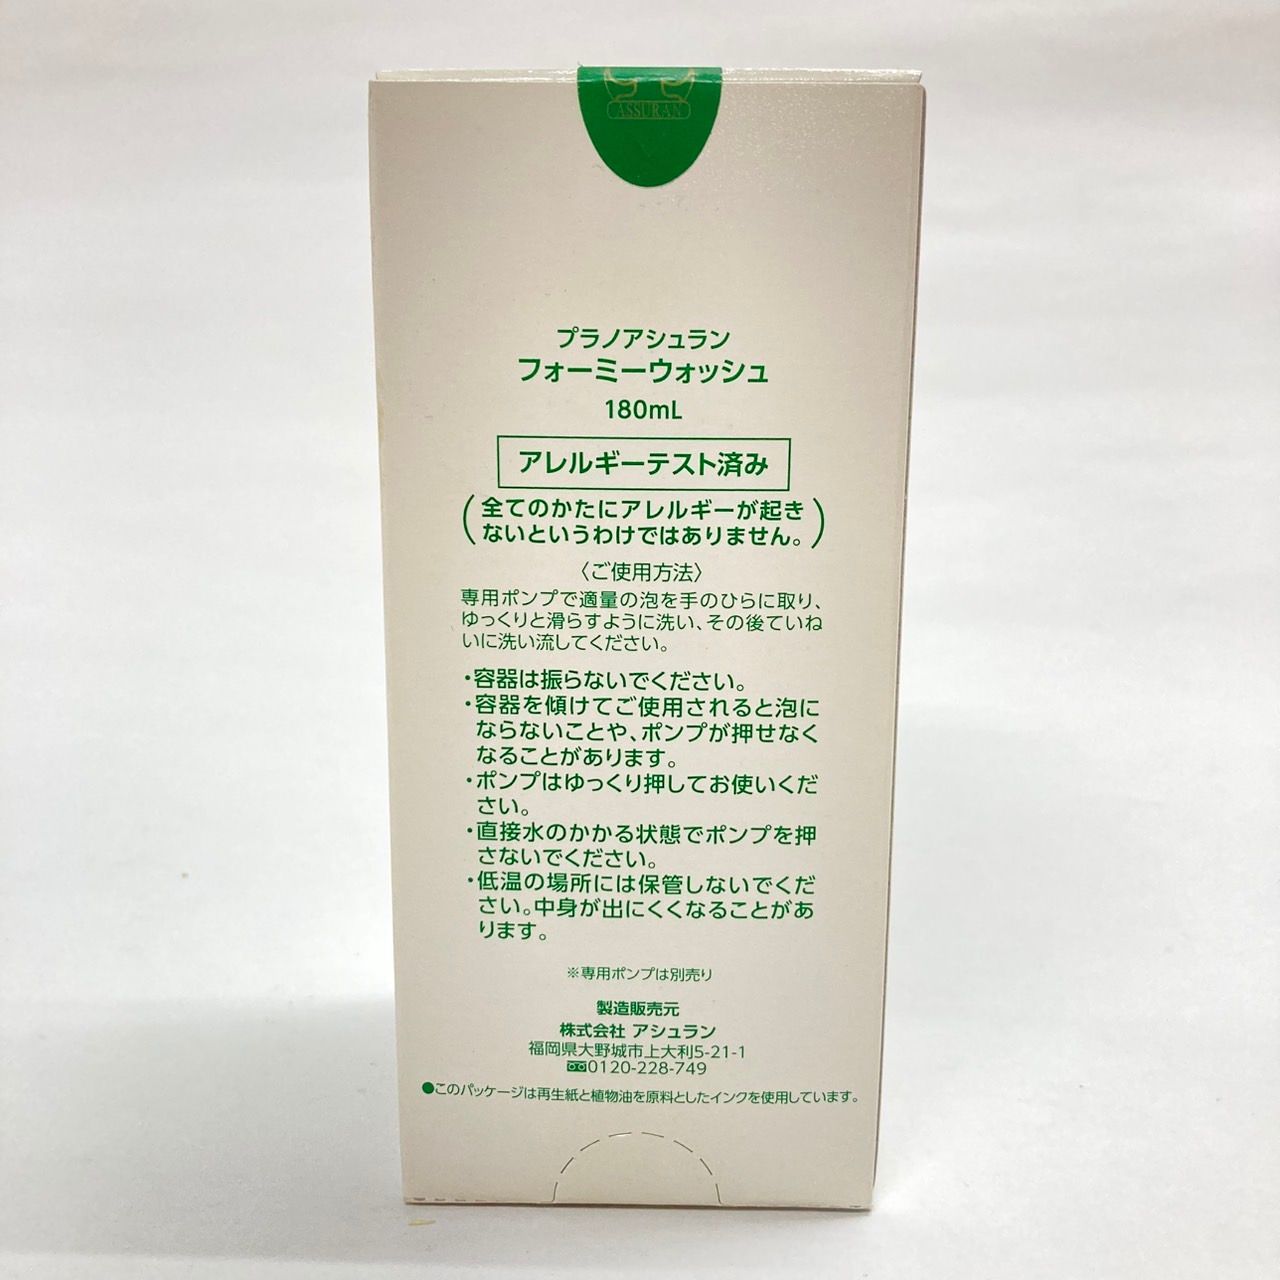 ASSURAN
プラノアシュラン
フォーミーウォッシュ
180mL
アレルギーテスト済み
(全てのかたにアレルギーが起き
ないというわけではありません。)
〈ご使用方法〉
専用ポンプで適量の泡を手のひらに取り、
ゆっくりと滑らすように洗い、その後ていね
いに洗い流してください。
・容器は振らないでください。
・容器を傾けてご使用されると泡に
ならないことや、ポンプが押せなく
なることがあります。
・ポンプはゆっくり押してお使いくだ
さい。
・直接水のかかる状態でポンプを押
さないでください。
・低温の場所には保管しないでくだ
さい。中身が出にくくなることがあ
ります。
※専用ポンプは別売り
製造販売元
株式会社 アシュラン
福岡県大野城市上大利5-21-1
0120-228-749
●このパッケージは再生紙と植物油を原料としたインクを使用しています。